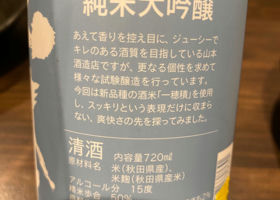 純米大吟醸
あえて香りを控え目に、ジューシーで
キレのある酒質を目指している山本
酒造店ですが、更なる個性を求めて
様々な試験醸造を行っています。
今回は新品種の酒米「一穂積」を使用
し、スッキリという表現だけに収まら
ない、爽快さの先を探ってみました。
清酒 内容量720㎖
原材料名 米(秋田県産)、
米麹(秋田県産米)
アルコール分 15度
精米歩合 50%